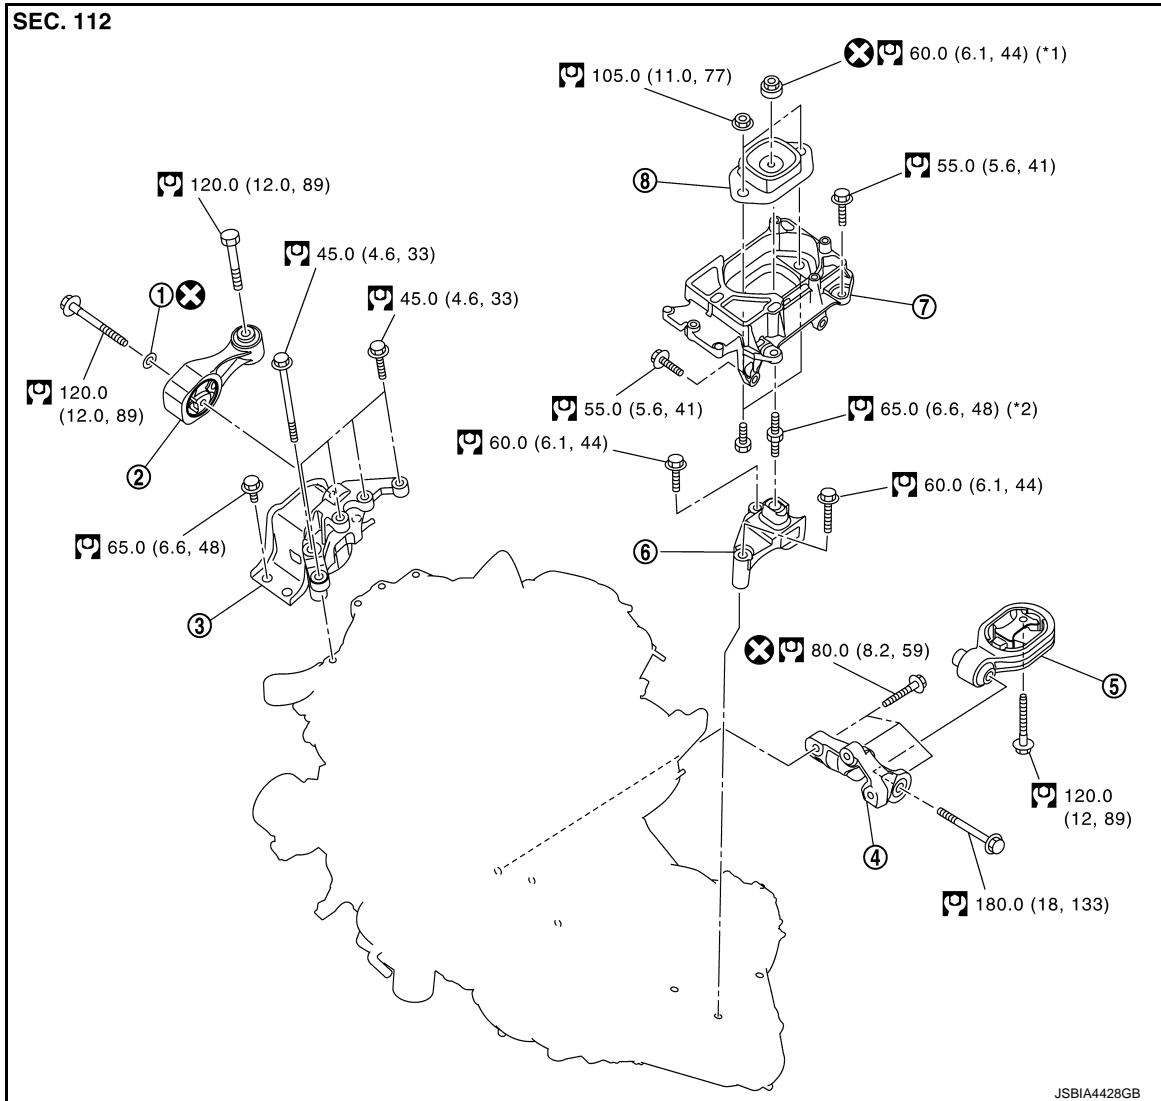 SEC. 112
60.0 (6.1, 44) (*1)
105.0 (11.0, 77)
55.0 (5.6, 41)
8
120.0 (12.0, 89)
45.0 (4.6, 33)
1
45.0 (4.6, 33)
7
120.0
(12.0, 89)
55.0 (5.6, 41)
65.0 (6.6, 48) (*2)
2
60.0 (6.1, 44)
60.0 (6.1, 44)
65.0 (6.6, 48)
6
3
80.0 (8.2, 59)
5
120.0
(12, 89)
4
180.0 (18, 133)
JSBIA4428GB